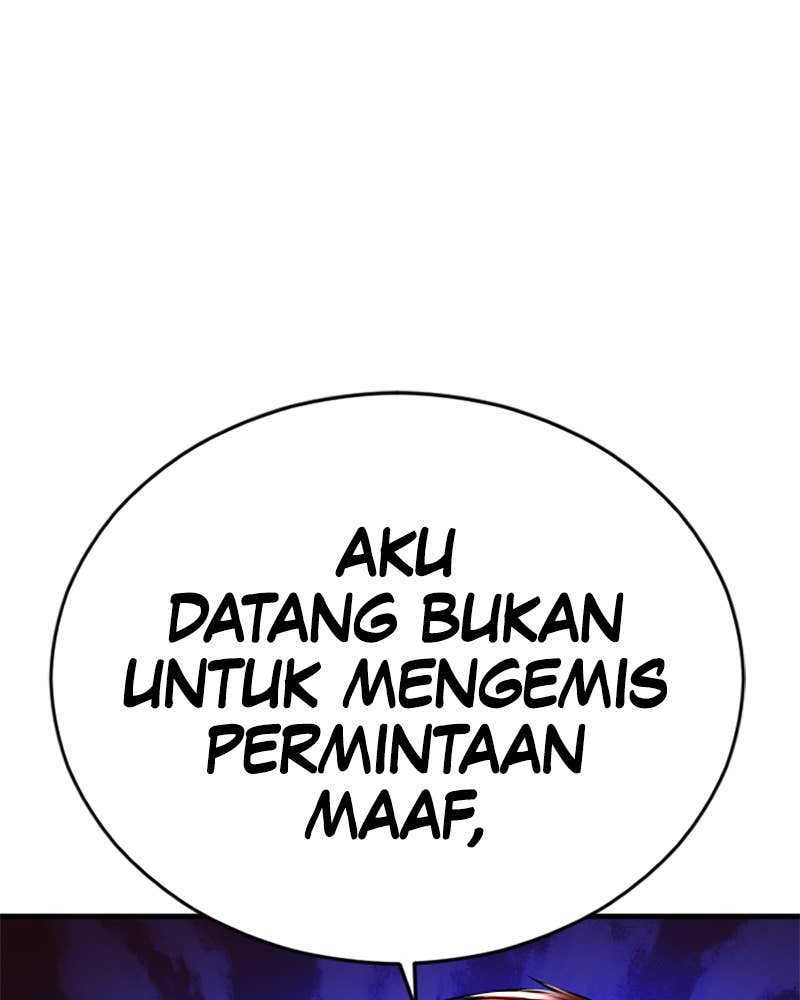 AKU
DATANG BUKAN
UNTUK MENGEMIS
PERMINTAAN
MAAF,